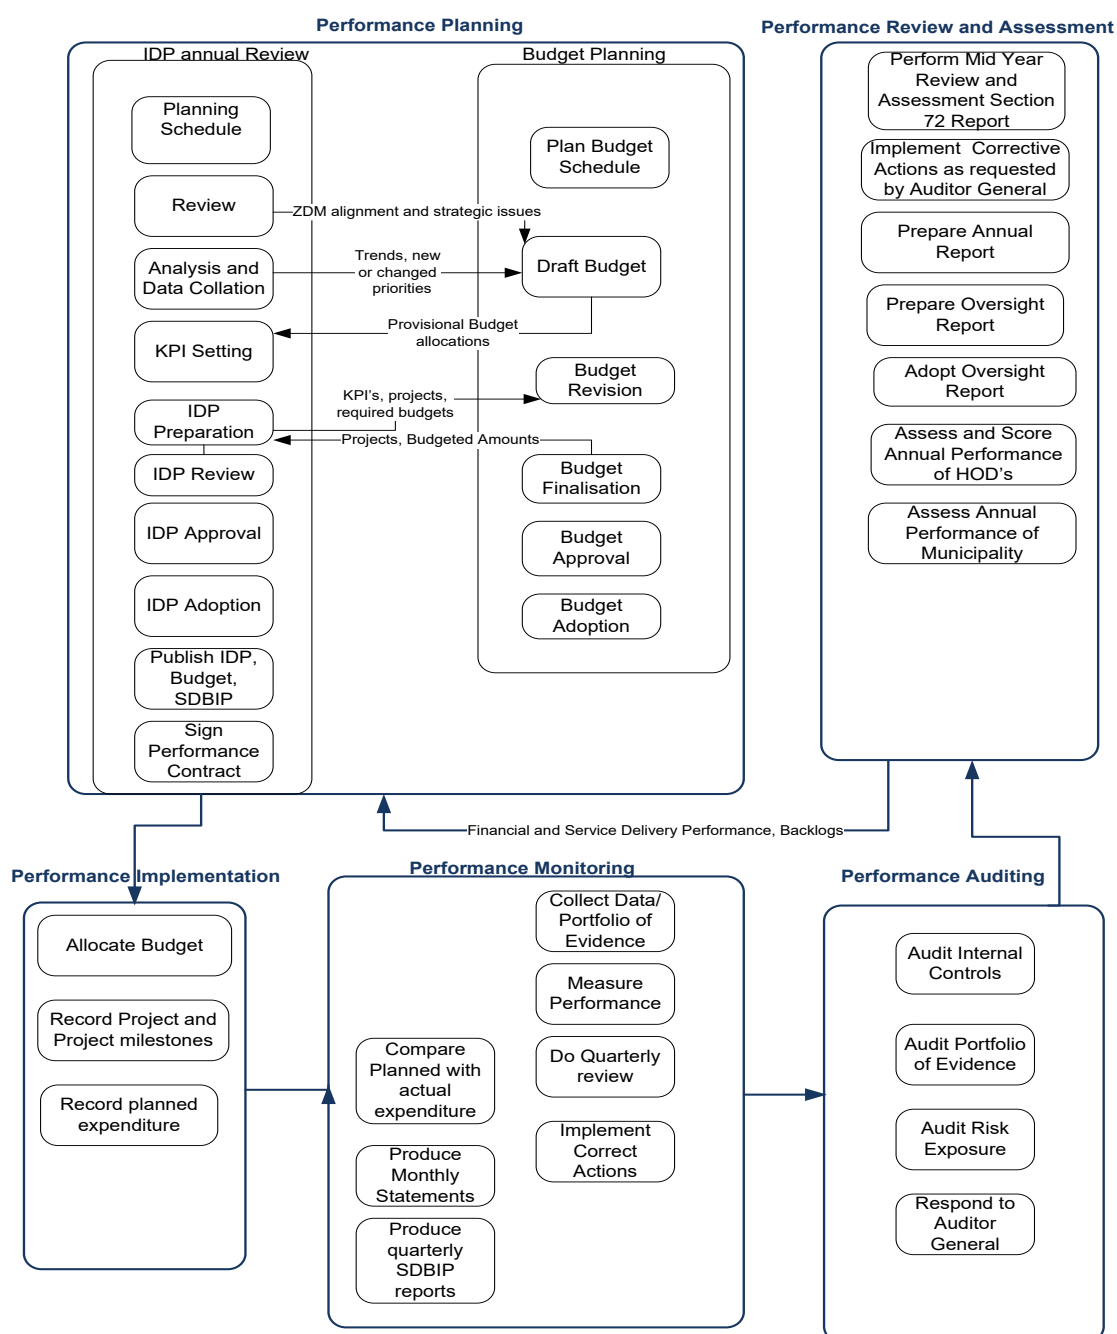 Performance Planning
IDP annual Review
Planning
Schedule
Review
Analysis and
Data Collation
KPI Setting
IDP
Preparation
IDP Review
IDP Approval
IDP Adoption
Publish IDP,
Budget,
SDBIP
Sign
Performance
Contract
ZDM alignment and strategic issues
Trends, new
or changed
priorities
Provisional Budget
allocations
KPI's, projects,
required budgets
Projects, Budgeted Amounts
Budget Planning
Plan Budget
Schedule
Draft Budget
Budget
Revision
Budget
Finalisation
Budget
Approval
Budget
Adoption
Performance Review and Assessment
Perform Mid Year
Review and
Assessment Section
72 Report
Implement Corrective
Actions as requested
by Auditor General
Prepare Annual
Report
Prepare Oversight
Report
Adopt Oversight
Report
Assess and Score
Annual Performance
of HOD's
Assess Annual
Performance of
Municipality
Financial and Service Delivery Performance, Backlogs
Performance Implementation
Allocate Budget
Record Project and
Project milestones
Record planned
expenditure
Performance Monitoring
Compare
Planned with
actual
expenditure
Produce
Monthly
Statements
Produce
quarterly
SDBIP
reports
Collect Data/
Portfolio of
Evidence
Measure
Performance
Do Quarterly
review
Implement
Correct
Actions
Performance Auditing
Audit Internal
Controls
Audit Portfolio
of Evidence
Audit Risk
Exposure
Respond to
Auditor
General